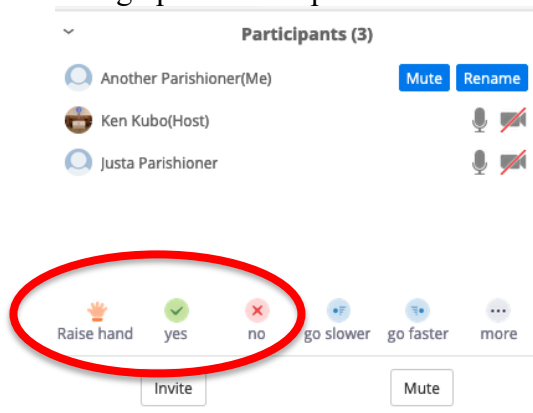 Participants (3)
Another Parishioner(Me) Mute Rename
Ken Kubo(Host)
Justa Parishioner
Raise hand yes no go slower go faster more
Invite Mute